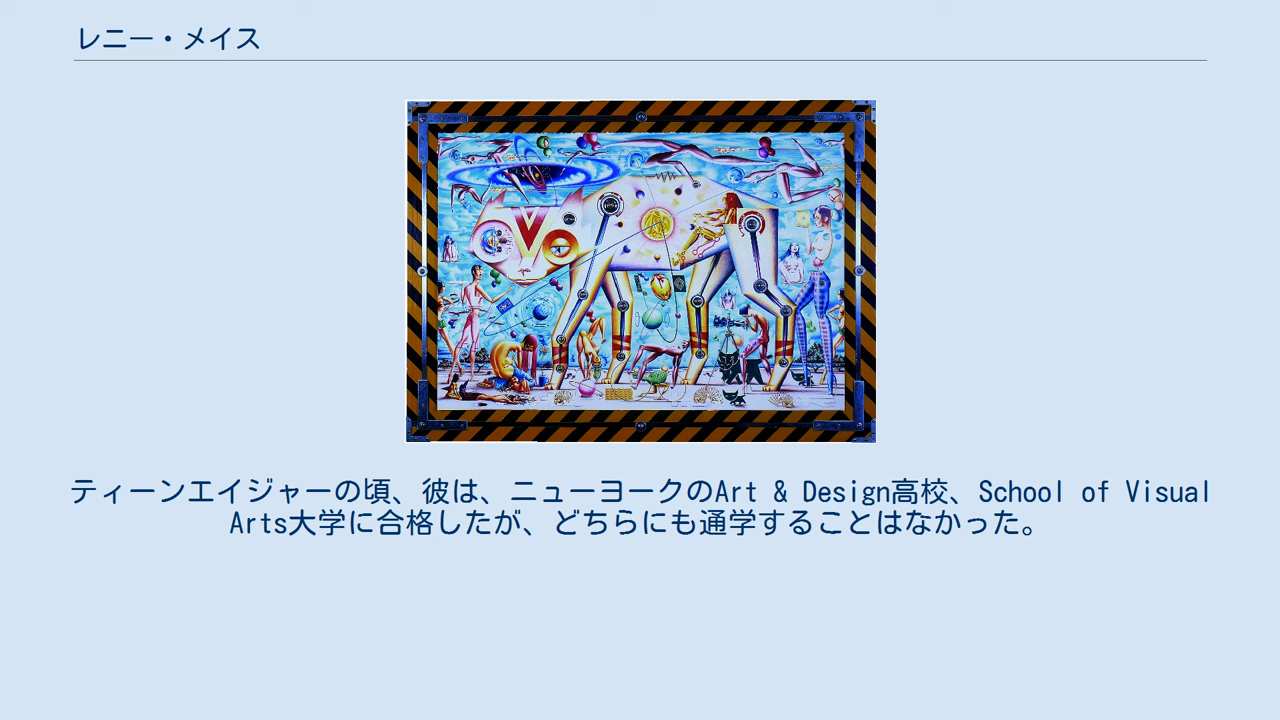 レニー・メイス
ティーンエイジャーの頃、彼は、ニューヨークのArt & Design高校、School of Visual
Arts大学に合格したが、どちらにも通学することはなかった。